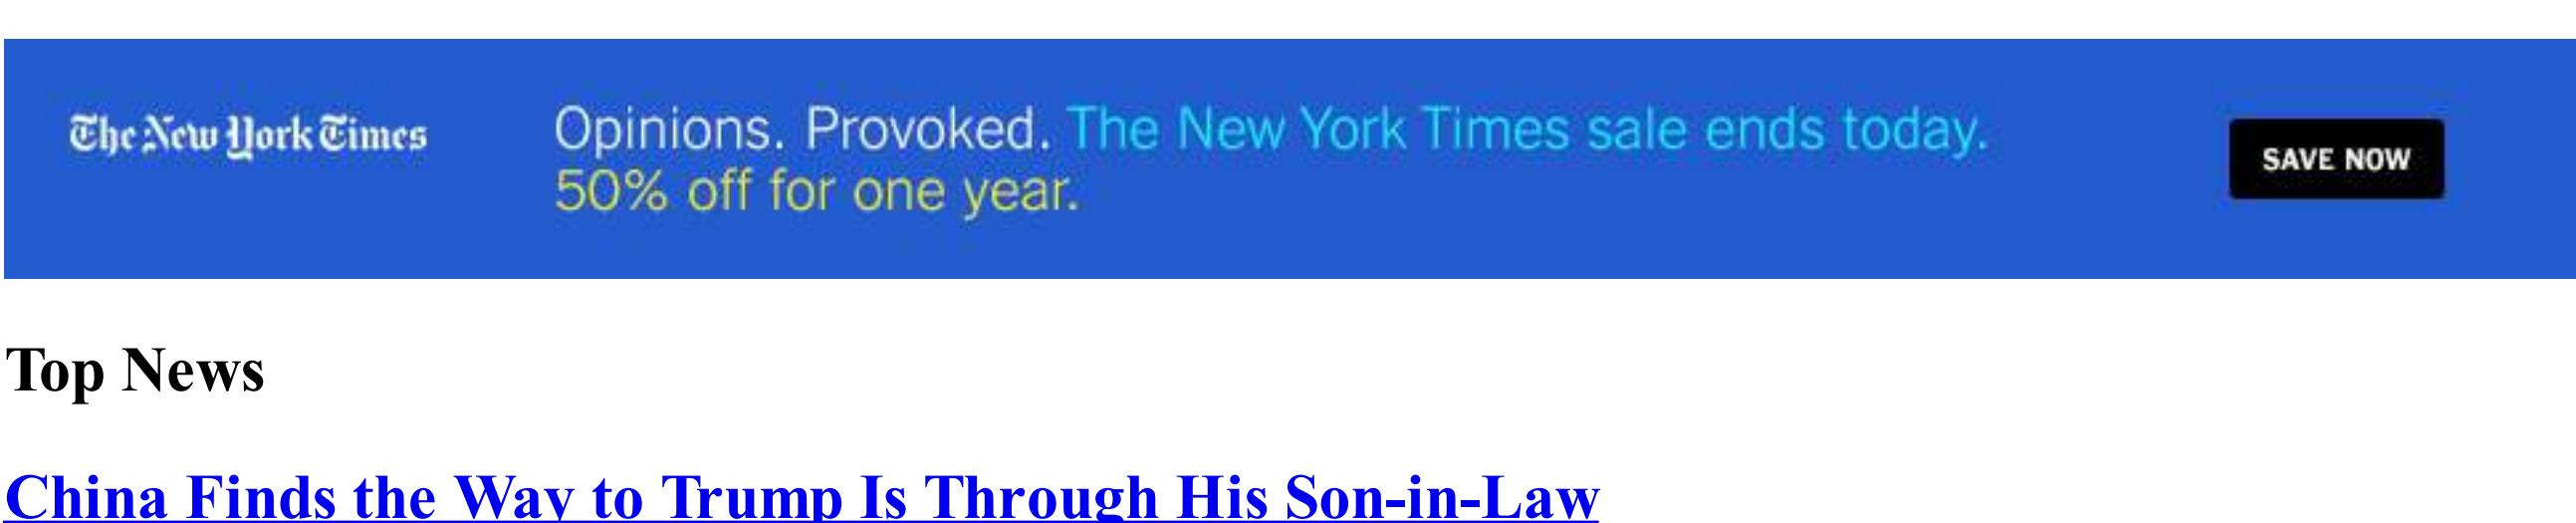 The New York Times
Opinions. Provoked. The New York Times sale ends today.
50% off for one year.
SAVE NOW
Top News
China Finds the Way to Trump Is Through His Son-in-Law